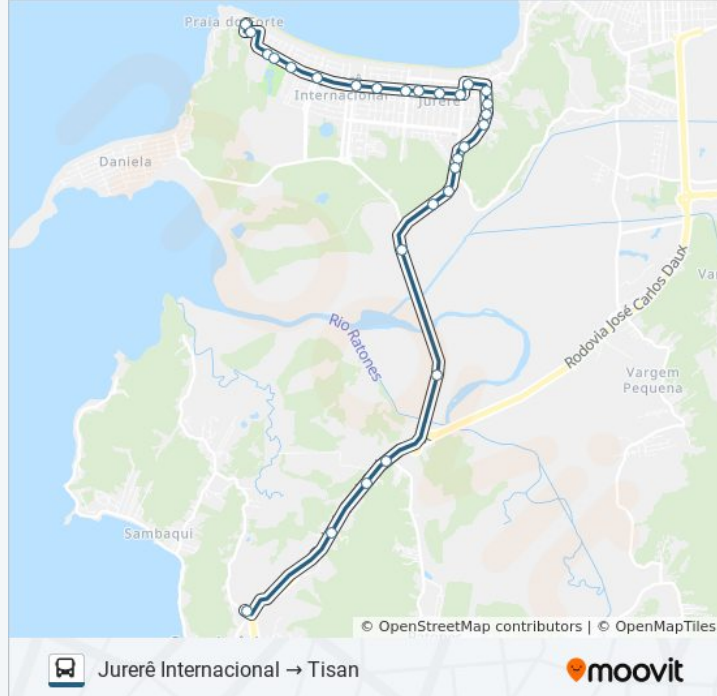 Praia do Forte
Internacional
Jurerê
Daniela
Rodovia José Carlos Daux
Rio Ratones
Vargem
Pequena
Sambaqui
© OpenStreetMap contributors | © OpenMapTiles
Jurerê Internacional → Tisan
moovit